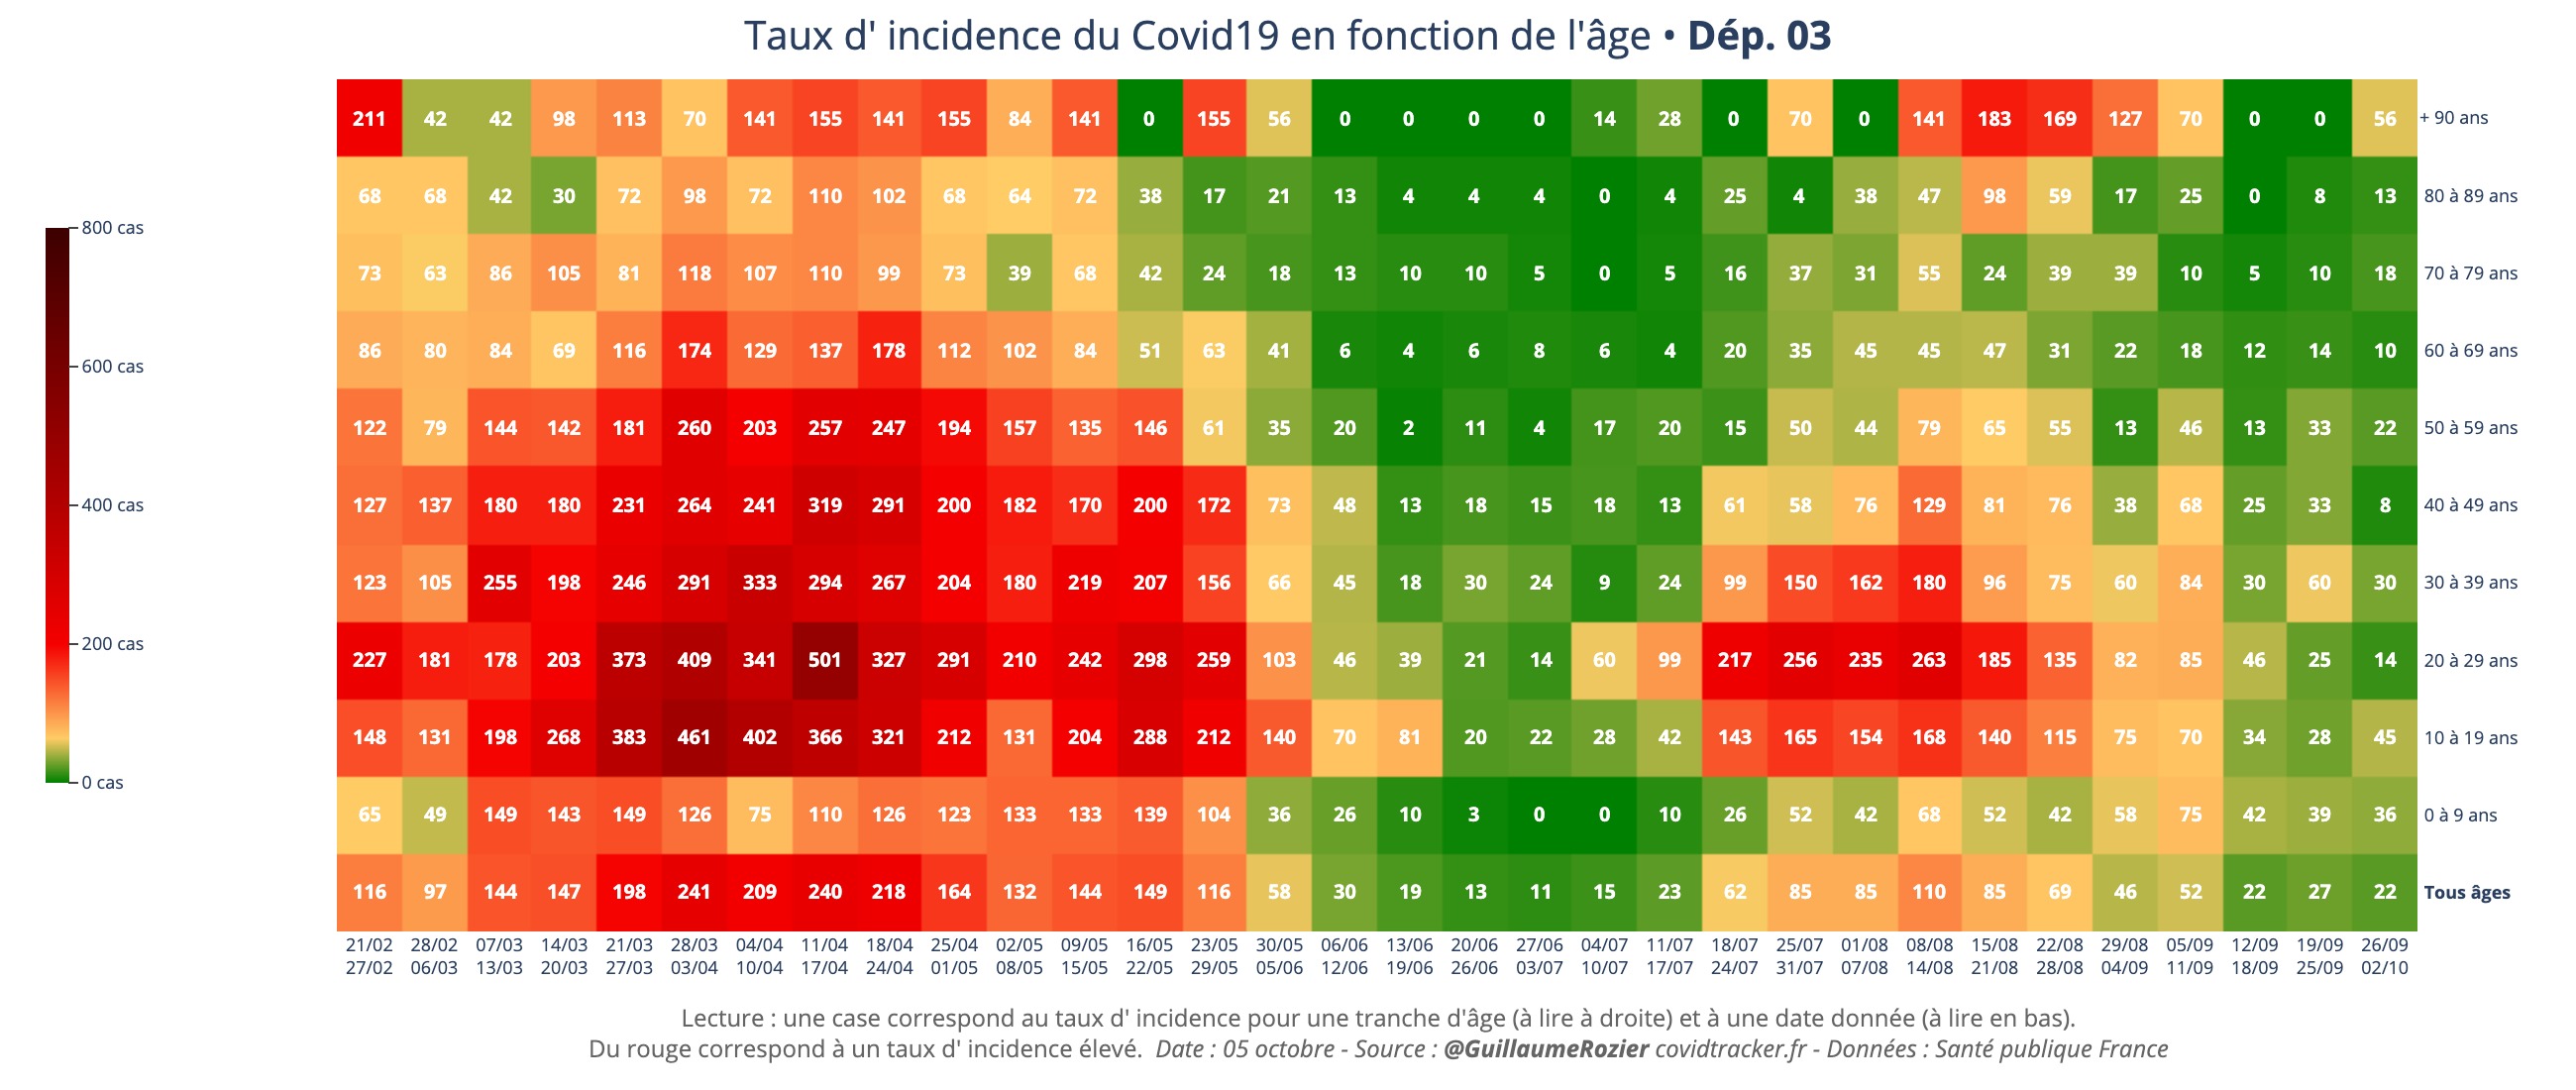 Taux d' incidence du Covid19 en fonction de l'âge • Dép. 03
800 cas
600 cas
400 cas
200 cas
0 cas
211 42 42 98 113 70 141 155 141 155 84 141 0 155 56 0 0 0 0 14 28 0 70 0 141 183 169 127 70 0 0 56 + 90 ans
68 68 42 30 72 98 72 110 102 68 64 72 38 17 21 13 4 4 4 0 4 25 4 38 47 98 59 17 25 0 8 13 80 à 89 ans
73 63 86 105 81 118 107 110 99 73 39 68 42 24 18 13 10 10 5 0 5 16 37 31 55 24 39 39 10 5 10 18 70 à 79 ans
86 80 84 69 116 174 129 137 178 112 102 84 51 63 41 6 4 6 8 6 4 20 35 45 45 47 31 22 18 12 14 10 60 à 69 ans
122 79 144 142 181 260 203 257 247 194 157 135 146 61 35 20 2 11 4 17 20 15 50 44 79 65 55 13 46 13 33 22 50 à 59 ans
127 137 180 180 231 264 241 319 291 200 182 170 200 172 73 48 13 18 15 18 13 61 58 76 129 81 76 38 68 25 33 8 40 à 49 ans
123 105 255 198 246 291 333 294 267 204 180 219 207 156 66 45 18 30 24 9 24 99 150 162 180 96 75 60 84 30 60 30 30 à 39 ans
227 181 178 203 373 409 341 501 327 291 210 242 298 259 103 46 39 21 14 60 99 217 256 235 263 185 135 82 85 46 25 14 20 à 29 ans
148 131 198 268 383 461 402 366 321 212 131 204 288 212 140 70 81 20 22 28 42 143 165 154 168 140 115 75 70 34 28 45 10 à 19 ans
65 49 149 143 149 126 75 110 126 123 133 133 139 104 36 26 10 3 0 0 10 26 52 42 68 52 42 58 75 42 39 36 0 à 9 ans
116 97 144 147 198 241 209 240 218 164 132 144 149 116 58 30 19 13 11 15 23 62 85 85 110 85 69 46 52 22 27 22 Tous âges
21/02 28/02 07/03 14/03 21/03 28/03 04/04 11/04 18/04 25/04 02/05 09/05 16/05 23/05 30/05 06/06 13/06 20/06 27/06 04/07 11/07 18/07 25/07 01/08 08/08 15/08 22/08 29/08 05/09 12/09 19/09 26/09
27/02 06/03 13/03 20/03 27/03 03/04 10/04 17/04 24/04 01/05 08/05 15/05 22/05 29/05 05/06 12/06 19/06 26/06 03/07 10/07 17/07 24/07 31/07 07/08 14/08 21/08 28/08 04/09 11/09 18/09 25/09 02/10
Lecture : une case correspond au taux d' incidence pour une tranche d'âge (à lire à droite) et à une date donnée (à lire en bas).
Du rouge correspond à un taux d' incidence élevé. Date : 05 octobre - Source : @GuillaumeRozier covidtracker.fr - Données : Santé publique France